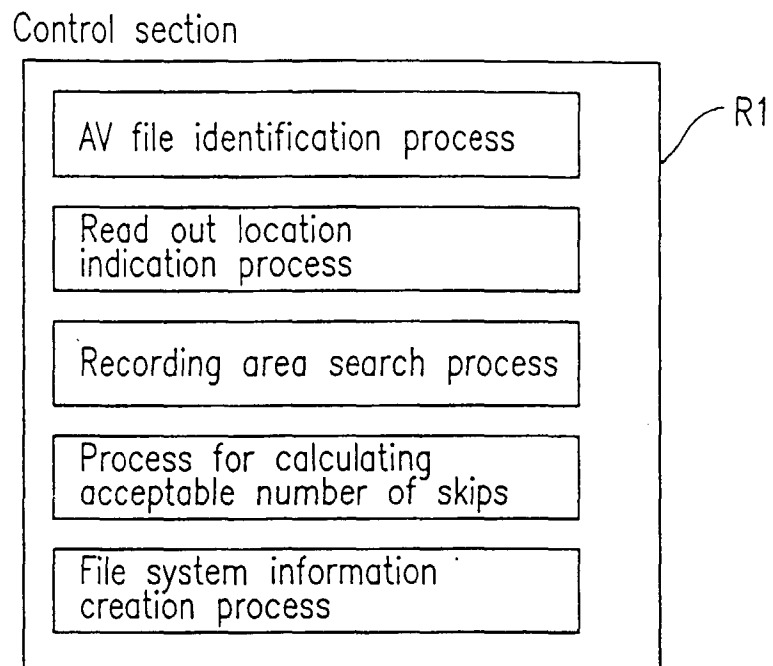 Control section
R1
AV file identification process
Read out location
indication process
Recording area search process
Process for calculating
acceptable number of skips
File system information
creation process